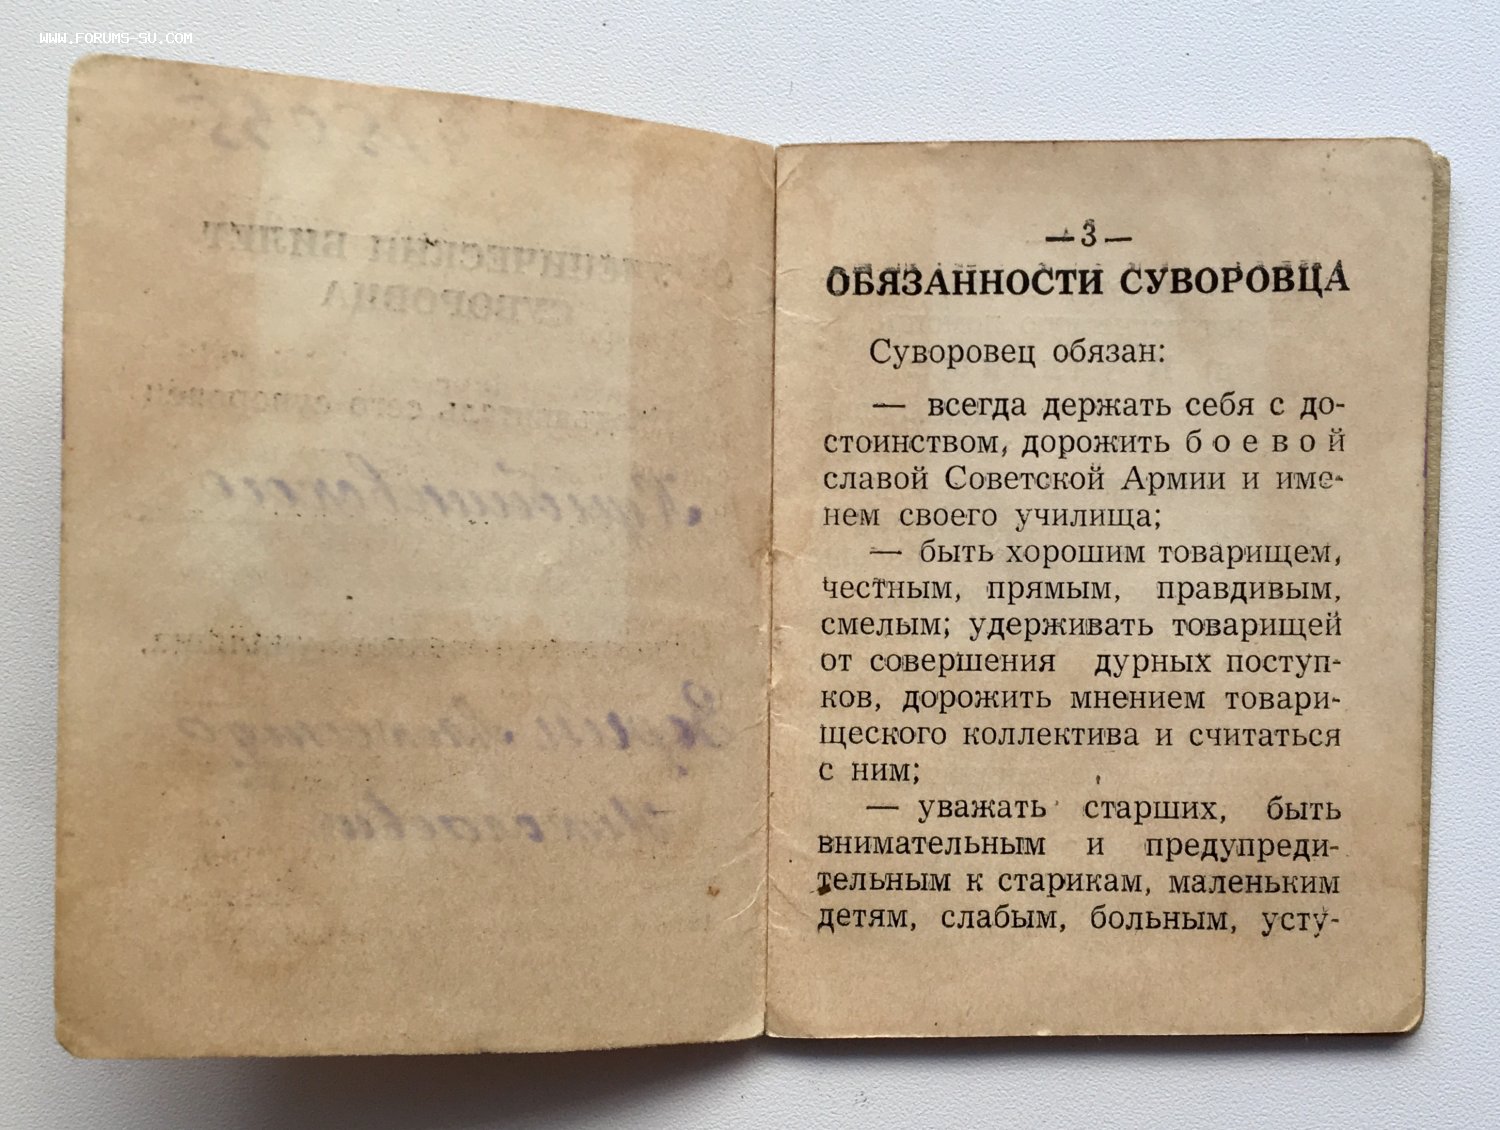 WWW.FORUMS-SU.COM
— 3 —
ОБЯЗАННОСТИ СУВОРОВЦА
Суворовец обязан:
— всегда держать себя с до-
стоинством, дорожить боевой
славой Советской Армии и име-
нем своего училища;
— быть хорошим товарищем,
честным, прямым, правдивым,
смелым; удерживать товарищей
от совершения дурных поступ-
ков, дорожить мнением товари-
щеского коллектива и считаться
с ним;
— уважать старших, быть
внимательным и предупреди-
тельным к старикам, маленьким
детям, слабым, больным, усту-